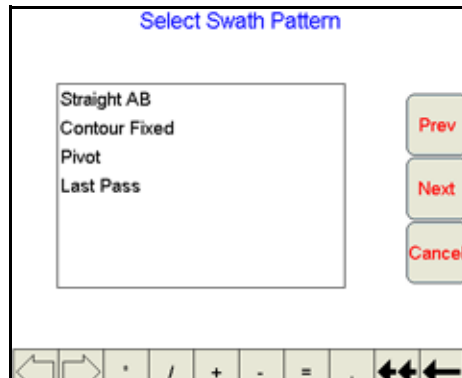 Select Swath Pattern
Straight AB
Contour Fixed
Pivot
Last Pass
Prev
Next
Cancel
* / + - = .